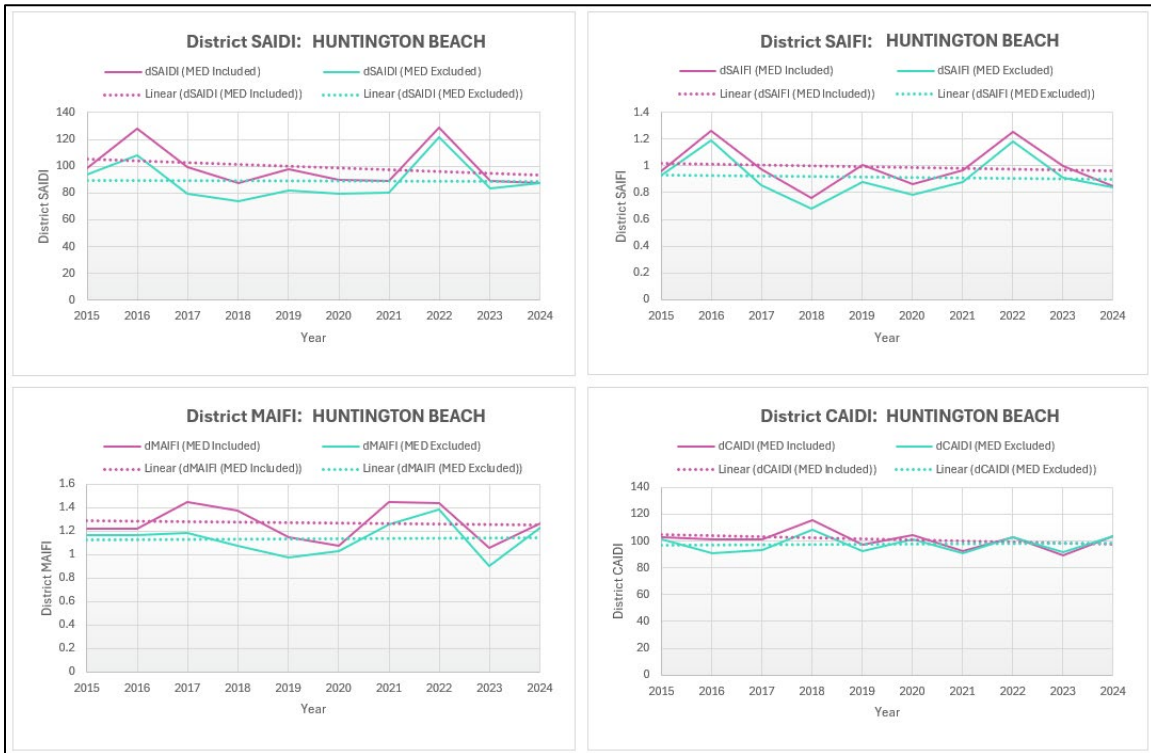 District SAIDI: HUNTINGTON BEACH
dSAIDI (MED Included) dSAIDI (MED Excluded)
Linear (dSAIDI (MED Included)) Linear (dSAIDI (MED Excluded))
140
120
100
80
60
40
20
0
District SAIDI
2015 2016 2017 2018 2019 2020 2021 2022 2023 2024
Year
District SAIFI: HUNTINGTON BEACH
dSAIFI (MED Included) dSAIFI (MED Excluded)
Linear (dSAIFI (MED Included)) Linear (dSAIFI (MED Excluded))
1.4
1.2
1
0.8
0.6
0.4
0.2
0
District SAIFI
2015 2016 2017 2018 2019 2020 2021 2022 2023 2024
Year
District MAIFI: HUNTINGTON BEACH
dMAIFI (MED Included) dMAIFI (MED Excluded)
Linear (dMAIFI (MED Included)) Linear (dMAIFI (MED Excluded))
1.6
1.4
1.2
1
0.8
0.6
0.4
0.2
0
District MAIFI
2015 2016 2017 2018 2019 2020 2021 2022 2023 2024
Year
District CAIDI: HUNTINGTON BEACH
dCAIDI (MED Included) dCAIDI (MED Excluded)
Linear (dCAIDI (MED Included)) Linear (dCAIDI (MED Excluded))
140
120
100
80
60
40
20
0
District CAIDI
2015 2016 2017 2018 2019 2020 2021 2022 2023 2024
Year